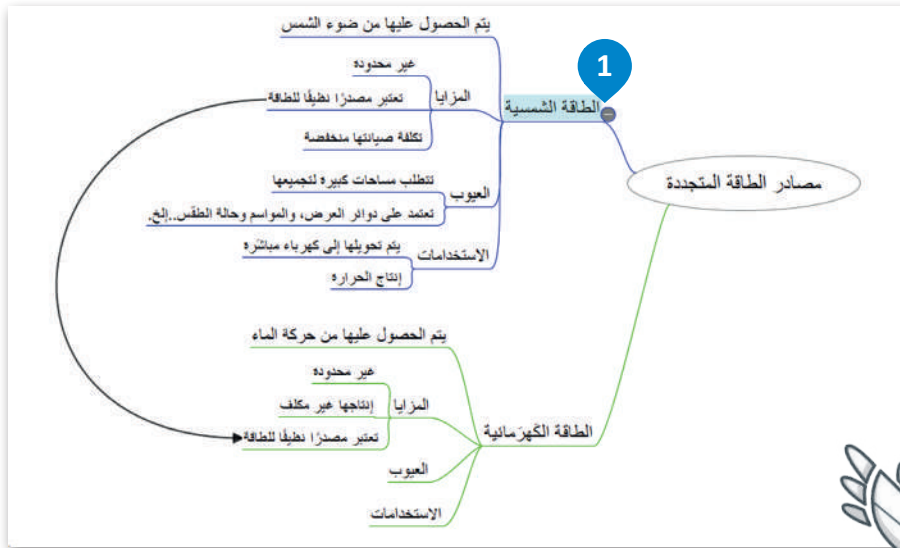 مصادر الطاقة المتجددة
1
الطاقة الشمسية
يتم الحصول عليها من ضوء الشمس
المزايا
غير محدودة
تعتبر مصدرًا نظيفًا للطاقة
تكلفة صيانتها منخفضة
العيوب
تتطلب مساحات كبيرة لتجميعها
تعتمد على دوائر العرض، والمواسم وحالة الطقس..إلخ.
الاستخدامات
يتم تحويلها إلى كهرباء مباشرة
إنتاج الحرارة
الطاقة الكَهرَمائية
يتم الحصول عليها من حركة الماء
المزايا
غير محدودة
إنتاجها غير مكلف
تعتبر مصدرًا نظيفًا للطاقة
العيوب
الاستخدامات